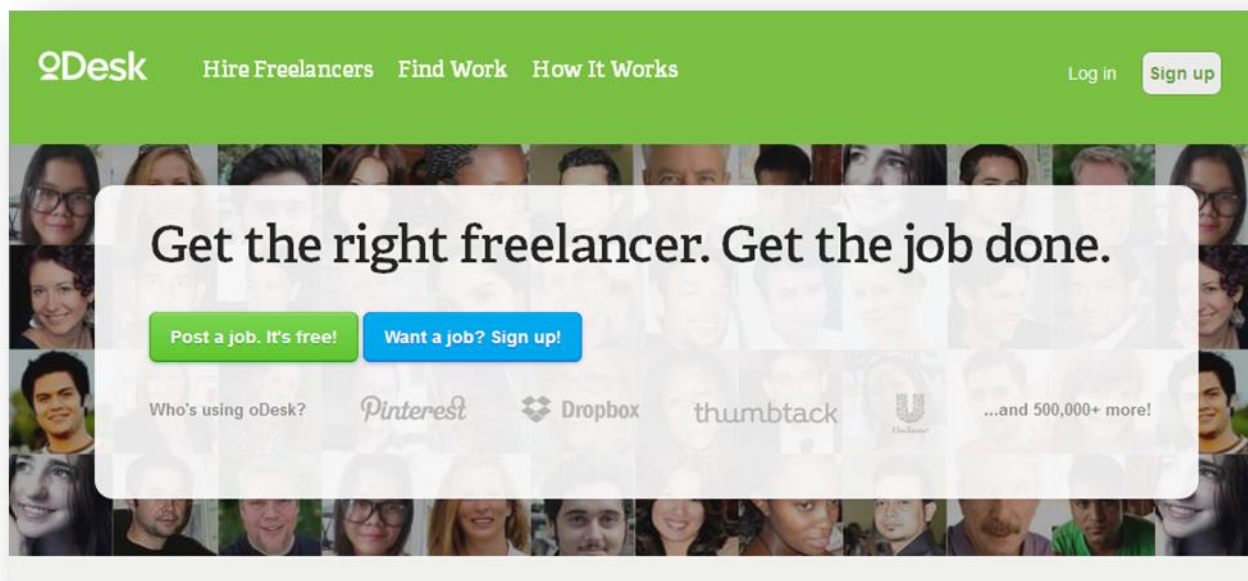 oDesk Hire Freelancers Find Work How It Works Log in Sign up
Get the right freelancer. Get the job done.
Post a job. It's free! Want a job? Sign up!
Who's using oDesk? Pinterest Dropbox thumbtack Unilever ...and 500,000+ more!